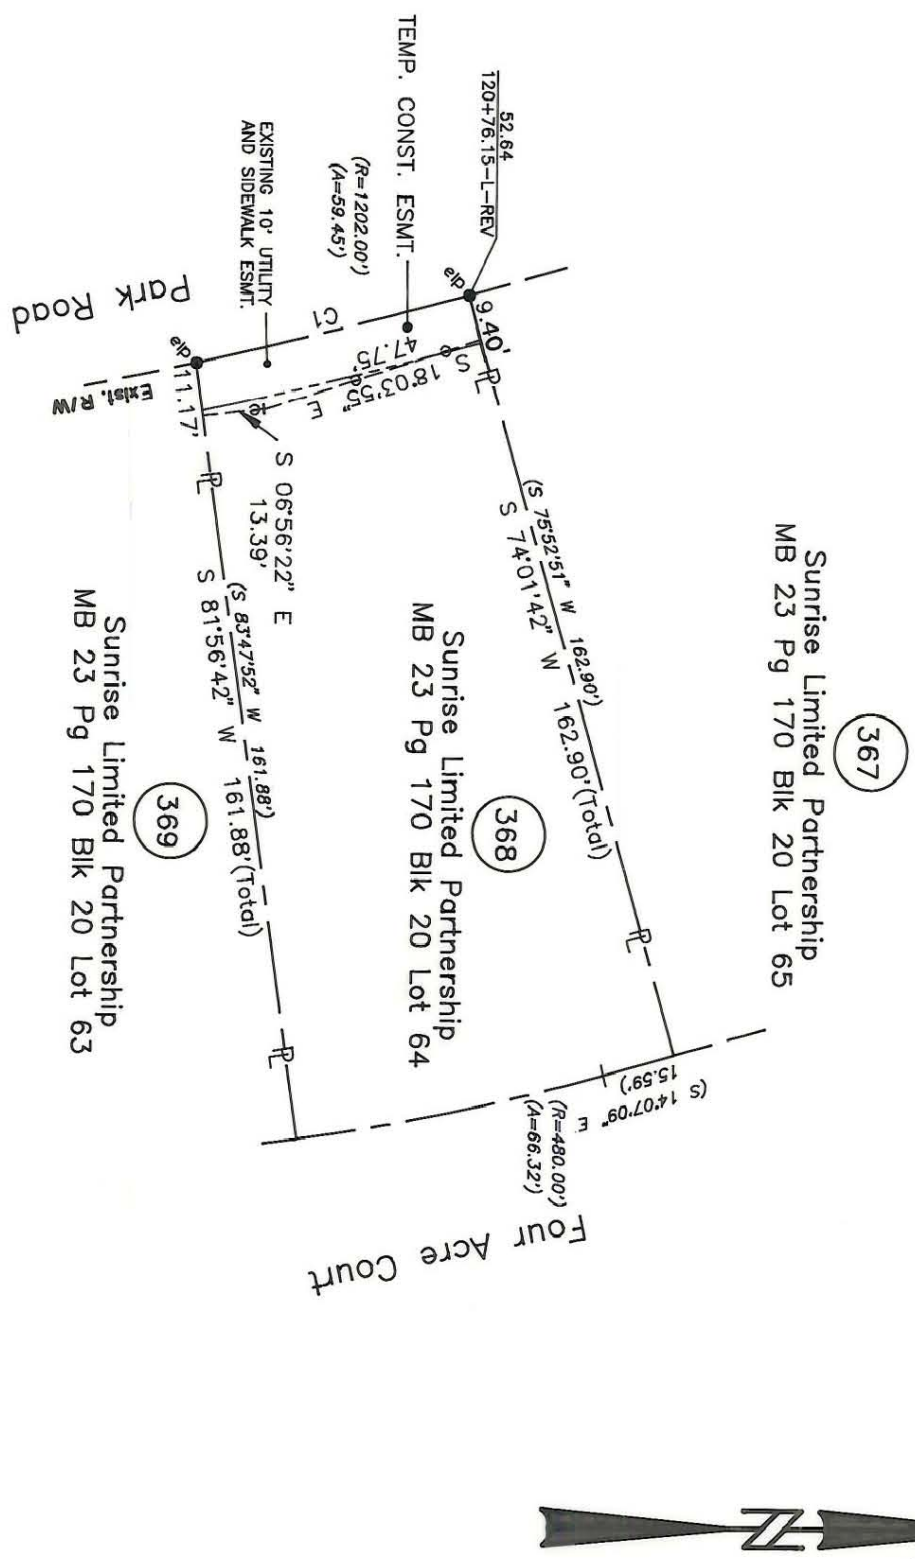 52.64
120+76.15-L-REV
TEMP. CONST. ESMT.
(R=1202.00')
(A=59.45')
EXISTING 10' UTILITY
AND SIDEWALK ESMT.
Park Road
Exist. R/W
eip
eip
C1
9.40'
11.17'
47.75'
S 18°03'55" E
S 06°56'22" E
13.39'
(S 75°52'51" W 162.90')
S 74°01'42" W 162.90'(Total)
(S 83°47'52" W 161.88')
S 81°56'42" W 161.88'(Total)
PL
PL
PL
PL
367
Sunrise Limited Partnership
MB 23 Pg 170 Blk 20 Lot 65
368
Sunrise Limited Partnership
MB 23 Pg 170 Blk 20 Lot 64
369
Sunrise Limited Partnership
MB 23 Pg 170 Blk 20 Lot 63
(S 14°07'09" E
15.59')
(R=480.00')
(A=66.32')
Four Acre Court
N